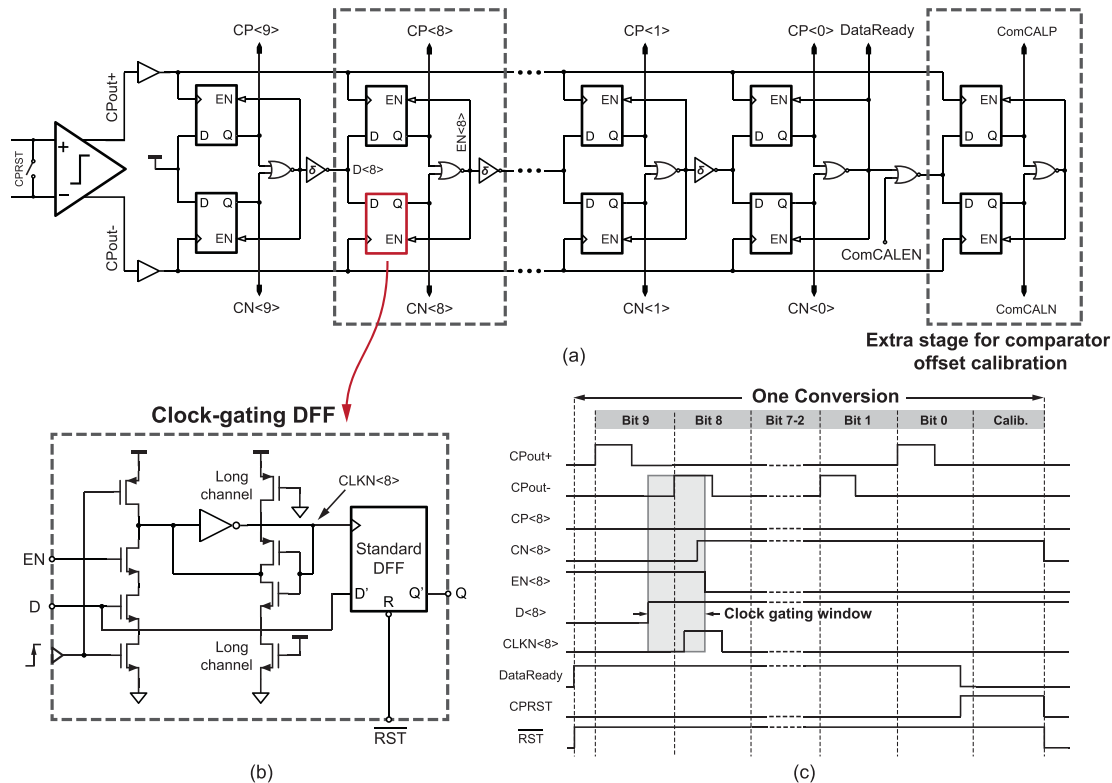 CP<9>
CP<8>
CP<1>
CP<0>
DataReady
ComCALP
CPRST
CPout+
CPout-
EN
D Q
D Q
EN
δ
D<8>
EN
D Q
EN<8>
D Q
EN
δ
EN
D Q
D Q
EN
δ
EN
D Q
D Q
EN
ComCALEN
EN
D Q
D Q
EN
CN<9>
CN<8>
CN<1>
CN<0>
ComCALN
Extra stage for comparator
offset calibration
(a)
Clock-gating DFF
Long
channel
CLKN<8>
EN
D
Standard
DFF
D’
Q’
R
Q
Long
channel
RST
(b)
One Conversion
Bit 9
Bit 8
Bit 7-2
Bit 1
Bit 0
Calib.
CPout+
CPout-
CP<8>
CN<8>
EN<8>
D<8>
Clock gating window
CLKN<8>
DataReady
CPRST
RST
(c)